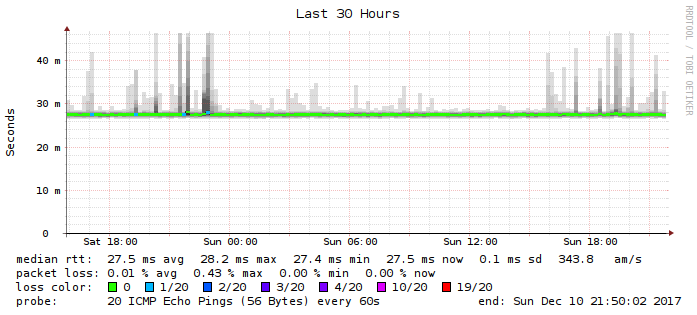 Last 30 Hours
RRDTOOL / TOBI OETIKER
Seconds
40 m
30 m
20 m
10 m
0
Sat 18:00 Sun 00:00 Sun 06:00 Sun 12:00 Sun 18:00
median rtt: 27.5 ms avg 28.2 ms max 27.4 ms min 27.5 ms now 0.1 ms sd 343.8 am/s
packet loss: 0.01 % avg 0.43 % max 0.00 % min 0.00 % now
loss color: 0 1/20 2/20 3/20 4/20 10/20 19/20
probe: 20 ICMP Echo Pings (56 Bytes) every 60s end: Sun Dec 10 21:50:02 2017